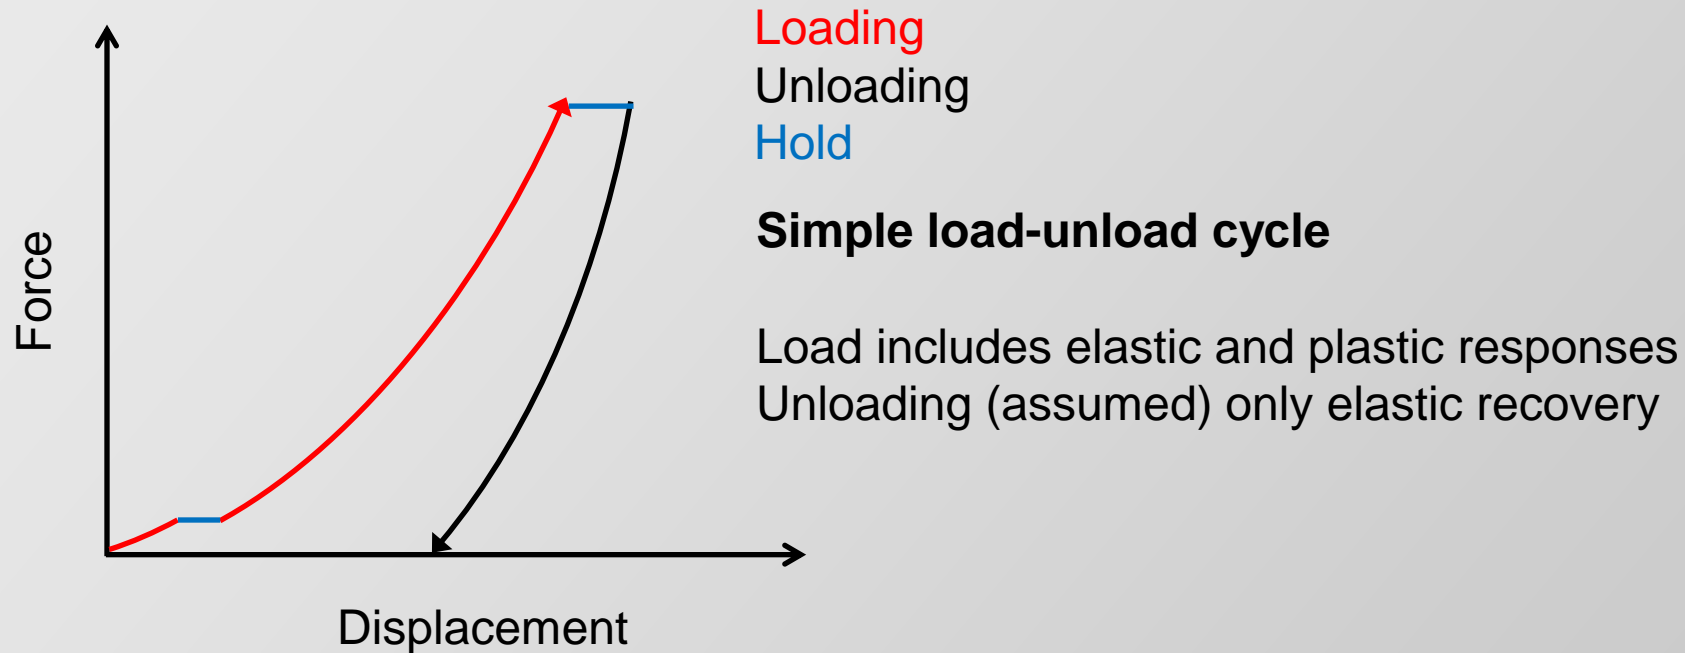 Loading
Unloading
Hold
Simple load-unload cycle
Load includes elastic and plastic responses
Unloading (assumed) only elastic recovery
Force
Displacement